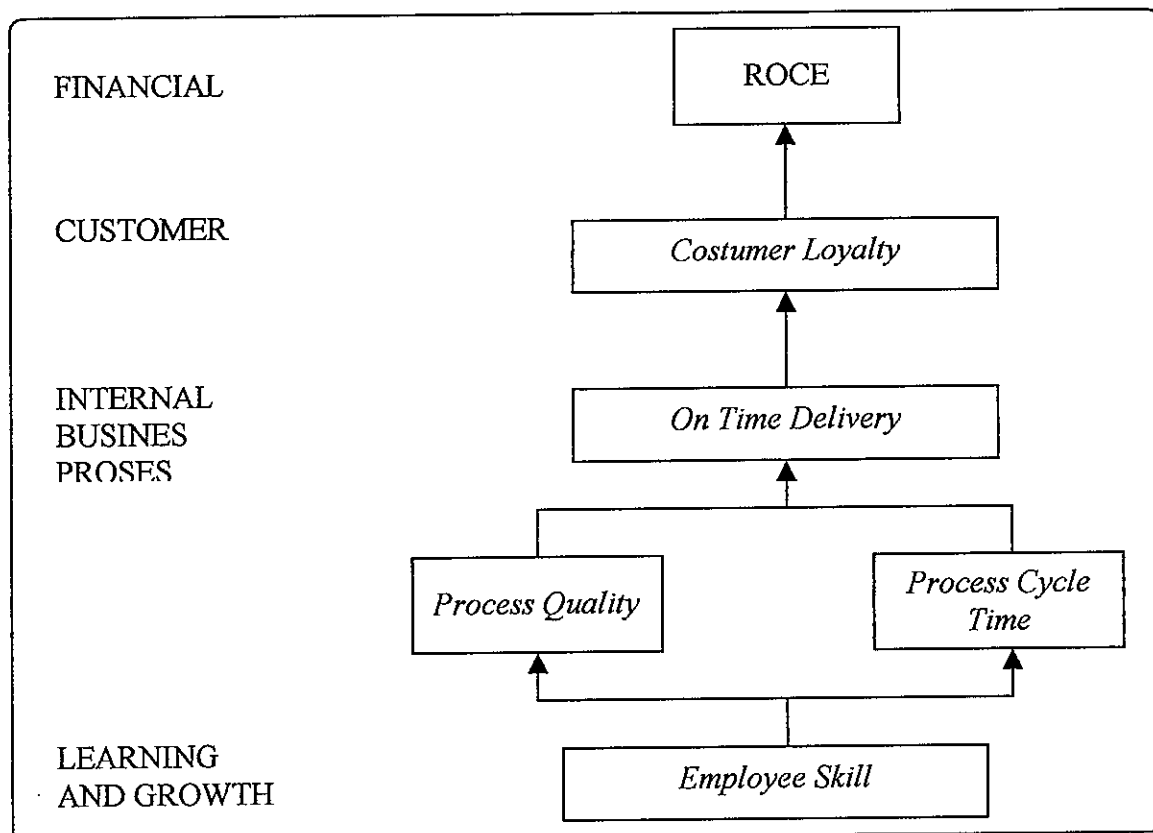 FINANCIAL
ROCE
CUSTOMER
Costumer Loyalty
INTERNAL
BUSINES
PROSES
On Time Delivery
Process Quality
Process Cycle
Time
LEARNING
AND GROWTH
Employee Skill